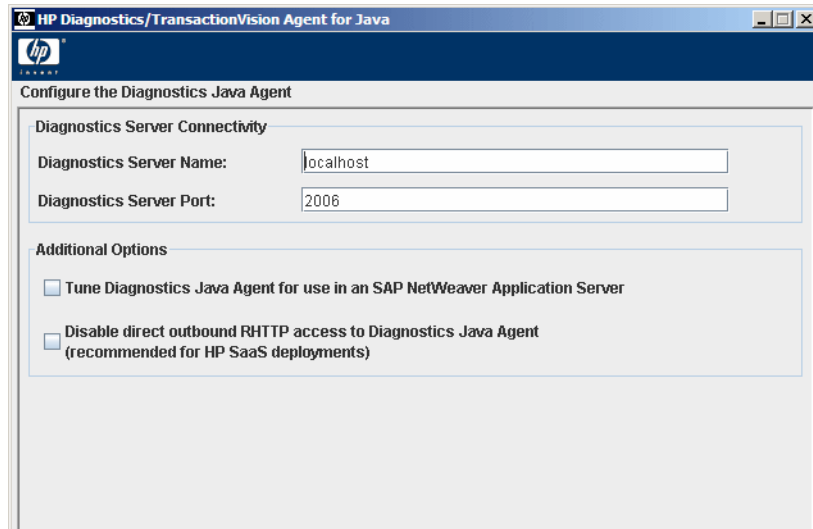 HP Diagnostics/TransactionVision Agent for Java
hp
invent
Configure the Diagnostics Java Agent
Diagnostics Server Connectivity
Diagnostics Server Name: localhost
Diagnostics Server Port: 2006
Additional Options
Tune Diagnostics Java Agent for use in an SAP NetWeaver Application Server
Disable direct outbound RHTTP access to Diagnostics Java Agent
(recommended for HP SaaS deployments)